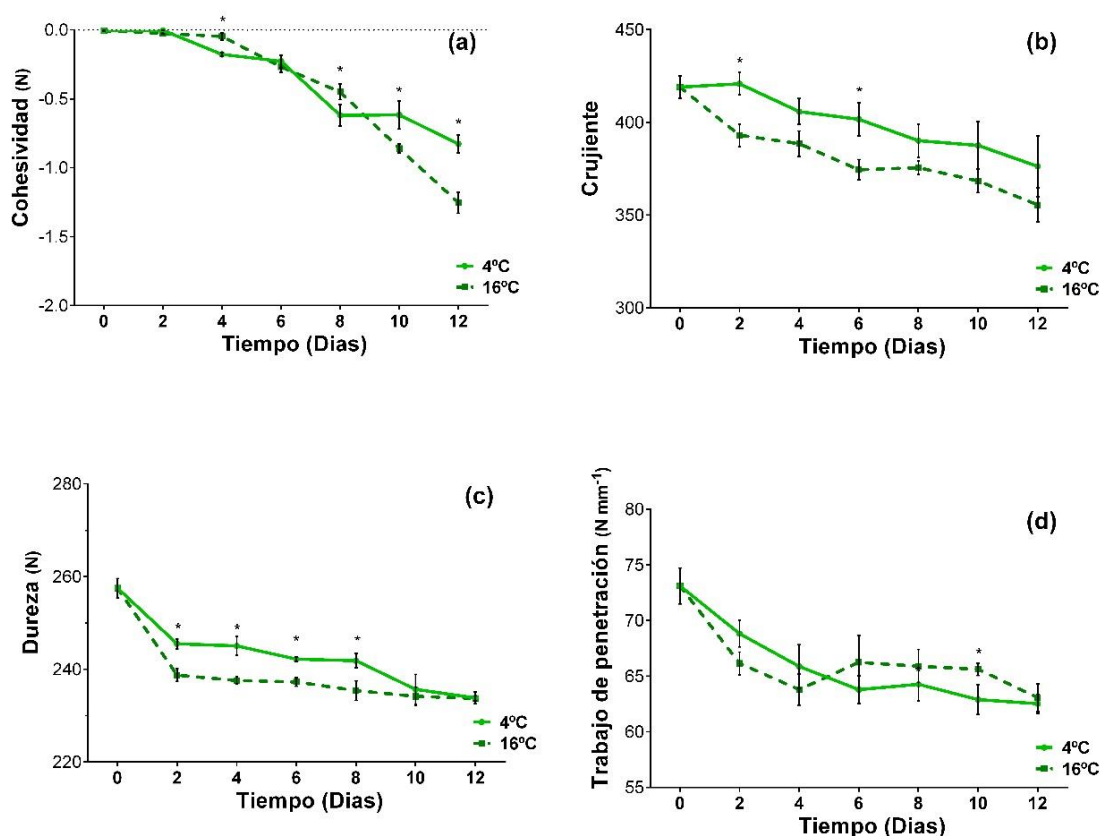 (a)
Cohesividad (N)
0.0
-0.5
-1.0
-1.5
-2.0
*
*
*
*
4ºC
16ºC
0 2 4 6 8 10 12
Tiempo (Dias)
(b)
Crujiente
450
400
350
300
*
*
4ºC
16ºC
0 2 4 6 8 10 12
Tiempo (Dias)
(c)
Dureza (N)
280
260
240
220
* * * *
4ºC
16ºC
0 2 4 6 8 10 12
Tiempo (Dias)
(d)
Trabajo de penetración (N mm-1)
80
75
70
65
60
55
*
4ºC
16ºC
0 2 4 6 8 10 12
Tiempo (Dias)